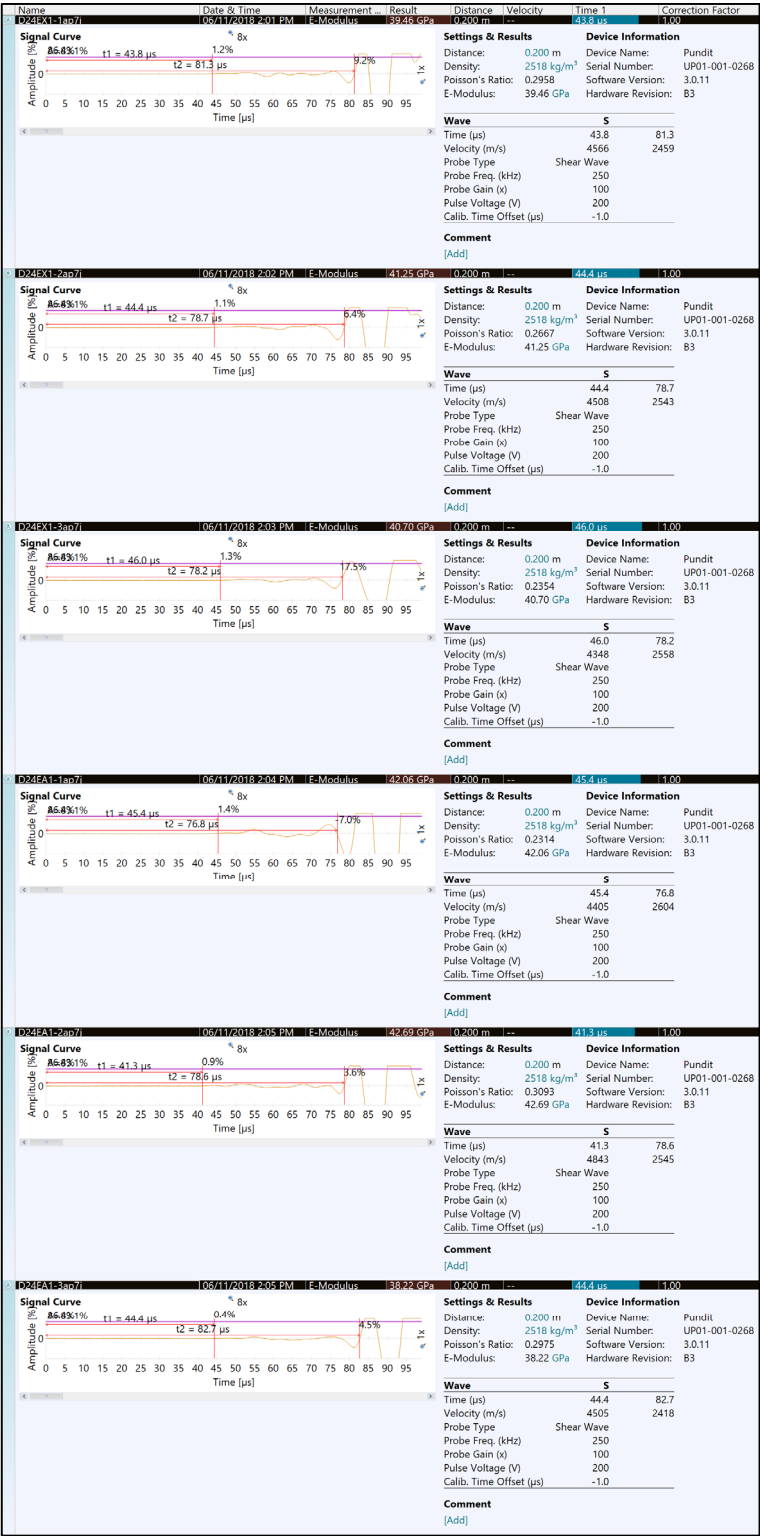 Name Date & Time Measurement ... Result Distance Velocity Time 1 Correction Factor
D24EX1-1ap7j 06/11/2018 2:01 PM E-Modulus 39.46 GPa 0.200 m -- 43.8 µs 1.00
Signal Curve 8x Settings & Results Device Information
t1 = 43.8 µs 1.2% Distance: 0.200 m Device Name: Pundit
t2 = 81.3 µs 9.2% Density: 2518 kg/m³ Serial Number: UP01-001-0268
Amplitude [%] 0 1x Poisson's Ratio: 0.2958 Software Version: 3.0.11
E-Modulus: 39.46 GPa Hardware Revision: B3
0 5 10 15 20 25 30 35 40 45 50 55 60 65 70 75 80 85 90 95
Time [µs]
Wave S
Time (µs) 43.8 81.3
Velocity (m/s) 4566 2459
Probe Type Shear Wave
Probe Freq. (kHz) 250
Probe Gain (x) 100
Pulse Voltage (V) 200
Calib. Time Offset (µs) -1.0
Comment
[Add]
D24EX1-2ap7j 06/11/2018 2:02 PM E-Modulus 41.25 GPa 0.200 m -- 44.4 µs 1.00
Signal Curve 8x Settings & Results Device Information
t1 = 44.4 µs 1.1% Distance: 0.200 m Device Name: Pundit
t2 = 78.7 µs 6.4% Density: 2518 kg/m³ Serial Number: UP01-001-0268
Amplitude [%] 0 1x Poisson's Ratio: 0.2667 Software Version: 3.0.11
E-Modulus: 41.25 GPa Hardware Revision: B3
0 5 10 15 20 25 30 35 40 45 50 55 60 65 70 75 80 85 90 95
Time [µs]
Wave S
Time (µs) 44.4 78.7
Velocity (m/s) 4508 2543
Probe Type Shear Wave
Probe Freq. (kHz) 250
Probe Gain (x) 100
Pulse Voltage (V) 200
Calib. Time Offset (µs) -1.0
Comment
[Add]
D24EX1-3ap7j 06/11/2018 2:03 PM E-Modulus 40.70 GPa 0.200 m -- 46.0 µs 1.00
Signal Curve 8x Settings & Results Device Information
t1 = 46.0 µs 1.3% Distance: 0.200 m Device Name: Pundit
t2 = 78.2 µs 7.5% Density: 2518 kg/m³ Serial Number: UP01-001-0268
Amplitude [%] 0 1x Poisson's Ratio: 0.2354 Software Version: 3.0.11
E-Modulus: 40.70 GPa Hardware Revision: B3
0 5 10 15 20 25 30 35 40 45 50 55 60 65 70 75 80 85 90 95
Time [µs]
Wave S
Time (µs) 46.0 78.2
Velocity (m/s) 4348 2558
Probe Type Shear Wave
Probe Freq. (kHz) 250
Probe Gain (x) 100
Pulse Voltage (V) 200
Calib. Time Offset (µs) -1.0
Comment
[Add]
D24EA1-1ap7j 06/11/2018 2:04 PM E-Modulus 42.06 GPa 0.200 m -- 45.4 µs 1.00
Signal Curve 8x Settings & Results Device Information
t1 = 45.4 µs 1.4% Distance: 0.200 m Device Name: Pundit
t2 = 76.8 µs -7.0% Density: 2518 kg/m³ Serial Number: UP01-001-0268
Amplitude [%] 0 1x Poisson's Ratio: 0.2314 Software Version: 3.0.11
E-Modulus: 42.06 GPa Hardware Revision: B3
0 5 10 15 20 25 30 35 40 45 50 55 60 65 70 75 80 85 90 95
Time [µs]
Wave S
Time (µs) 45.4 76.8
Velocity (m/s) 4405 2604
Probe Type Shear Wave
Probe Freq. (kHz) 250
Probe Gain (x) 100
Pulse Voltage (V) 200
Calib. Time Offset (µs) -1.0
Comment
[Add]
D24EA1-2ap7j 06/11/2018 2:05 PM E-Modulus 42.69 GPa 0.200 m -- 41.3 µs 1.00
Signal Curve 8x Settings & Results Device Information
t1 = 41.3 µs 0.9% Distance: 0.200 m Device Name: Pundit
t2 = 78.6 µs 3.6% Density: 2518 kg/m³ Serial Number: UP01-001-0268
Amplitude [%] 0 1x Poisson's Ratio: 0.3093 Software Version: 3.0.11
E-Modulus: 42.69 GPa Hardware Revision: B3
0 5 10 15 20 25 30 35 40 45 50 55 60 65 70 75 80 85 90 95
Time [µs]
Wave S
Time (µs) 41.3 78.6
Velocity (m/s) 4843 2545
Probe Type Shear Wave
Probe Freq. (kHz) 250
Probe Gain (x) 100
Pulse Voltage (V) 200
Calib. Time Offset (µs) -1.0
Comment
[Add]
D24EA1-3ap7j 06/11/2018 2:05 PM E-Modulus 38.22 GPa 0.200 m -- 44.4 µs 1.00
Signal Curve 8x Settings & Results Device Information
t1 = 44.4 µs 0.4% Distance: 0.200 m Device Name: Pundit
t2 = 82.7 µs 4.5% Density: 2518 kg/m³ Serial Number: UP01-001-0268
Amplitude [%] 0 1x Poisson's Ratio: 0.2975 Software Version: 3.0.11
E-Modulus: 38.22 GPa Hardware Revision: B3
0 5 10 15 20 25 30 35 40 45 50 55 60 65 70 75 80 85 90 95
Time [µs]
Wave S
Time (µs) 44.4 82.7
Velocity (m/s) 4505 2418
Probe Type Shear Wave
Probe Freq. (kHz) 250
Probe Gain (x) 100
Pulse Voltage (V) 200
Calib. Time Offset (µs) -1.0
Comment
[Add]